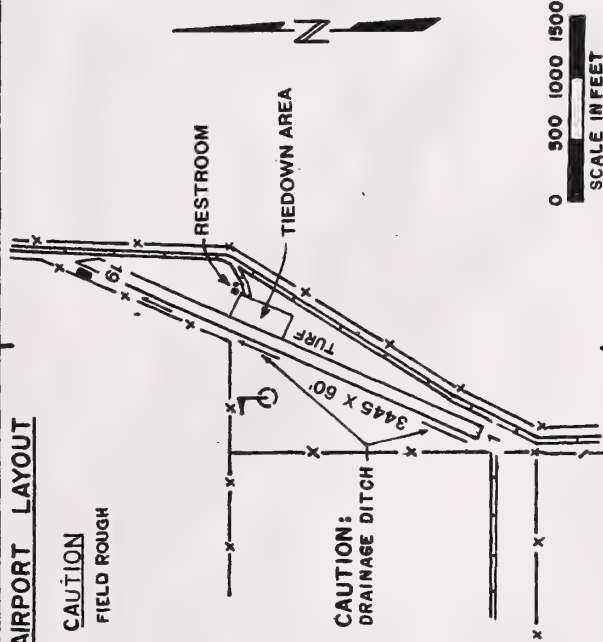 AIRPORT LAYOUT
CAUTION
FIELD ROUGH
N
RESTROOM
TIEDOWN AREA
19
TURF
3445 X 60'
1
CAUTION:
DRAINAGE DITCH
0 500 1000 1500
SCALE IN FEET